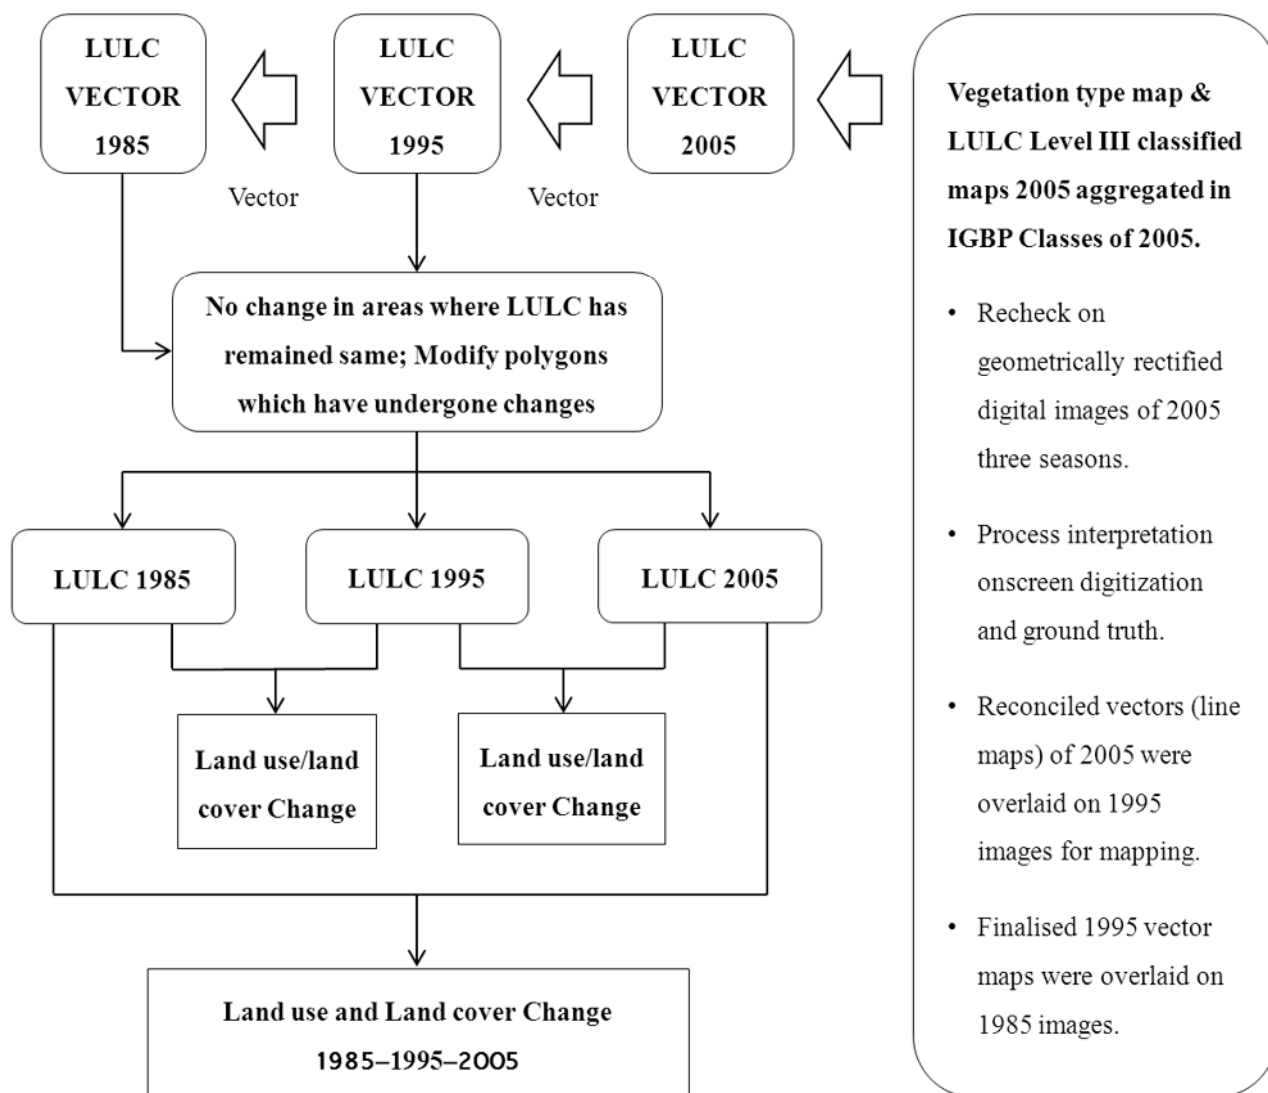 LULC
VECTOR
1985
LULC
VECTOR
1995
LULC
VECTOR
2005
Vector
Vector
No change in areas where LULC has
remained same; Modify polygons
which have undergone changes
LULC 1985
LULC 1995
LULC 2005
Land use/land
cover Change
Land use/land
cover Change
Land use and Land cover Change
1985–1995–2005
Vegetation type map &
LULC Level III classified
maps 2005 aggregated in
IGBP Classes of 2005.
• Recheck on
geometrically rectified
digital images of 2005
three seasons.
• Process interpretation
onscreen digitization
and ground truth.
• Reconciled vectors (line
maps) of 2005 were
overlaid on 1995
images for mapping.
• Finalised 1995 vector
maps were overlaid on
1985 images.